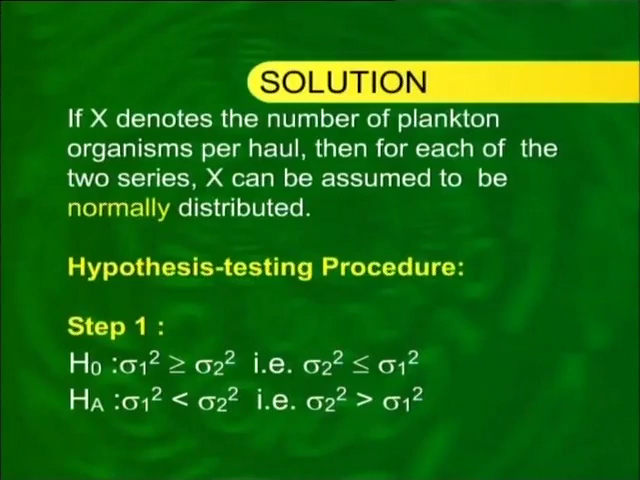 SOLUTION
If X denotes the number of plankton
organisms per haul, then for each of the
two series, X can be assumed to be
normally distributed.
Hypothesis-testing Procedure:
Step 1 :
H₀ :σ₁² ≥ σ₂² i.e. σ₂² ≤ σ₁²
Hᴀ :σ₁² < σ₂² i.e. σ₂² > σ₁²